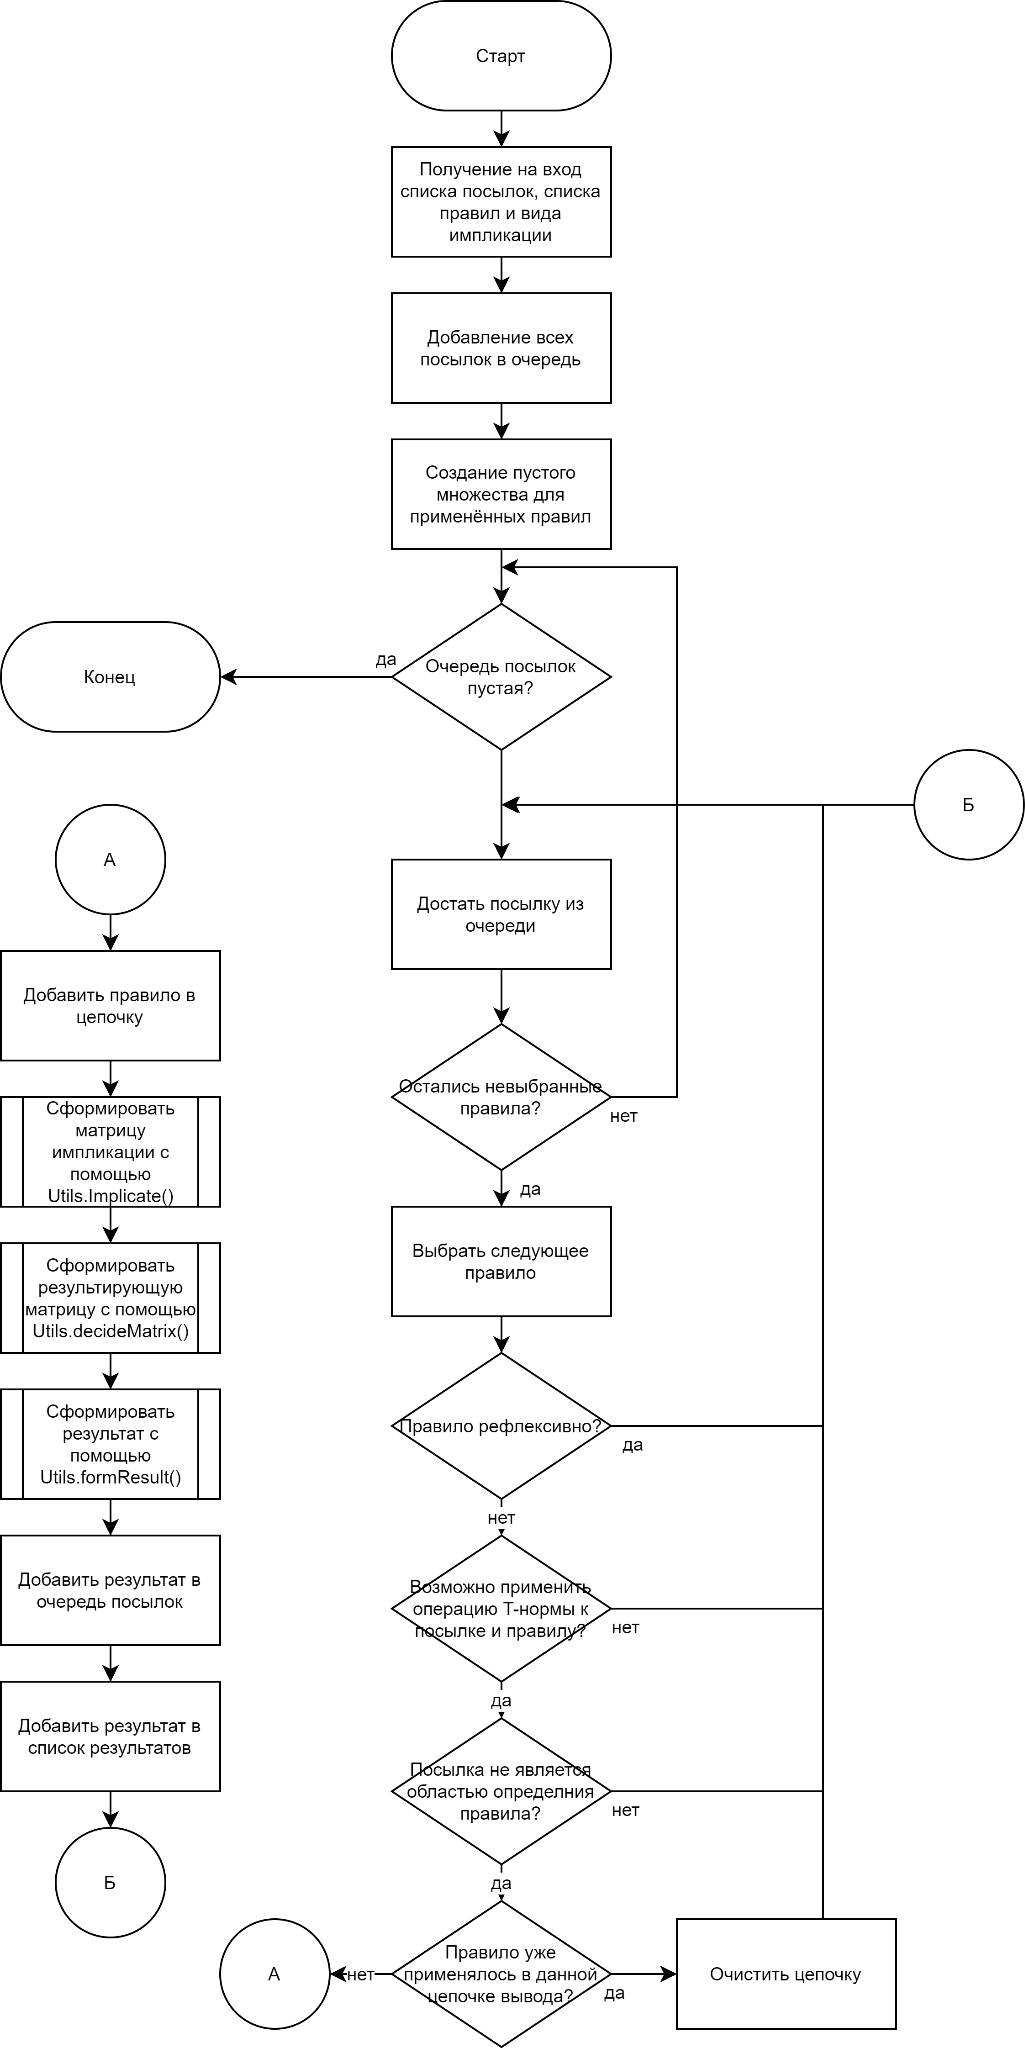 Старт
Получение на вход
списка посылок, списка
правил и вида
импликации
Добавление всех
посылок в очередь
Создание пустого
множества для
применённых правил
Очередь посылок
пустая?
да
Конец
Б
Достать посылку из
очереди
Остались невыбранные
правила?
нет
да
Выбрать следующее
правило
Правило рефлексивно?
да
нет
Возможно применить
операцию Т-нормы к
посылке и правилу?
нет
да
Посылка не является
областью определния
правила?
нет
да
Правило уже
применялось в данной
цепочке вывода?
нет
А
да
Очистить цепочку
А
Добавить правило в
цепочку
Сформировать
матрицу
импликации с
помощью
Utils.Implicate()
Сформировать
результирующую
матрицу с помощью
Utils.decideMatrix()
Сформировать
результат с
помощью
Utils.formResult()
Добавить результат в
очередь посылок
Добавить результат в
список результатов
Б